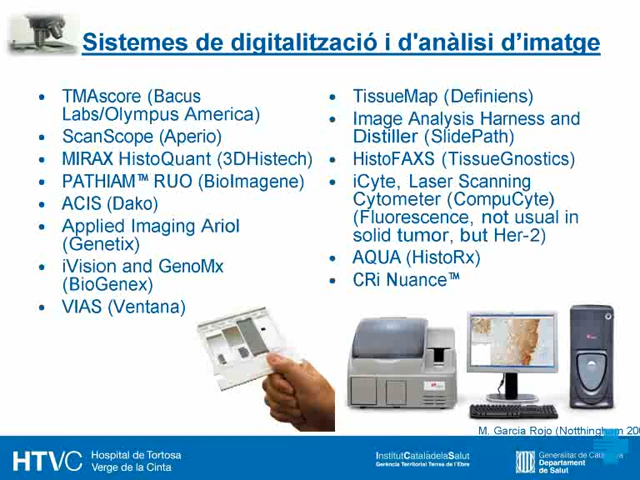 HTVC
Sistemes de digitalització i d'anàlisi d'imatge
• TMAscore (Bacus
Labs/Olympus America)
• ScanScope (Aperio)
• MIRAX HistoQuant (3DHistech)
• PATHIAM™ RUO (BioImagene)
• ACIS (Dako)
• Applied Imaging Ariol
(Genetix)
• iVision and GenoMx
(BioGenex)
• VIAS (Ventana)
• TissueMap (Definiens)
• Image Analysis Harness and
Distiller (SlidePath)
• HistoFAXS (TissueGnostics)
• iCyte, Laser Scanning
Cytometer (CompuCyte)
(Fluorescence, not usual in
solid tumor, but Her-2)
• AQUA (HistoRx)
• CRi Nuance™
M. Garcia Rojo (Notthingham 200
HTVC
Hospital de Tortosa
Verge de la Cinta
Institut Català de la Salut
Gerència Territorial Terres de l'Ebre
Generalitat de Catalunya
Departament
de Salut